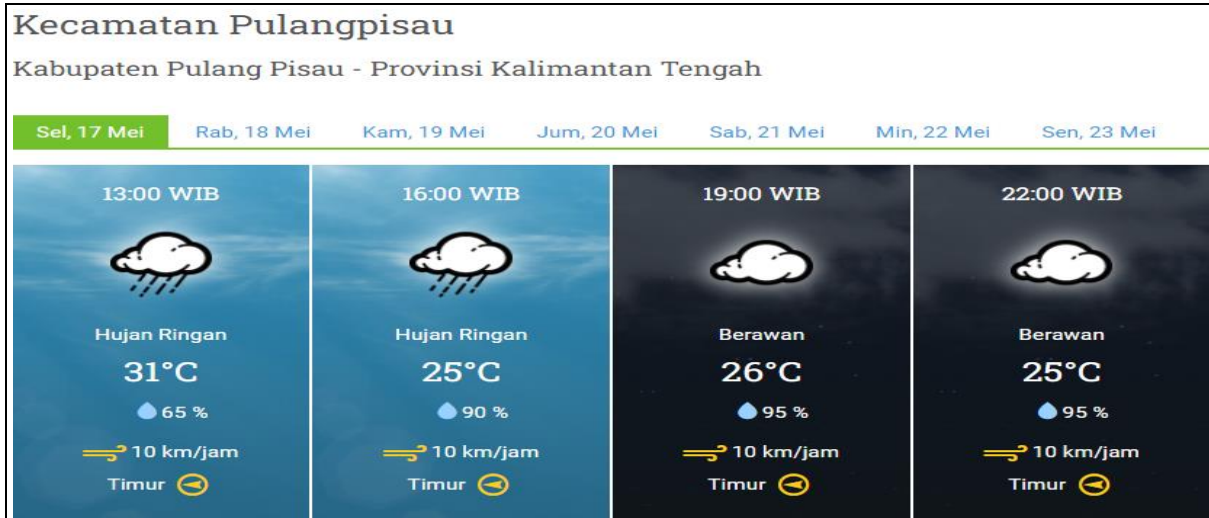 Kecamatan Pulangpisau
Kabupaten Pulang Pisau - Provinsi Kalimantan Tengah
Sel, 17 Mei Rab, 18 Mei Kam, 19 Mei Jum, 20 Mei Sab, 21 Mei Min, 22 Mei Sen, 23 Mei
13:00 WIB 16:00 WIB 19:00 WIB 22:00 WIB
Hujan Ringan Hujan Ringan Berawan Berawan
31°C 25°C 26°C 25°C
65 % 90 % 95 % 95 %
10 km/jam 10 km/jam 10 km/jam 10 km/jam
Timur Timur Timur Timur